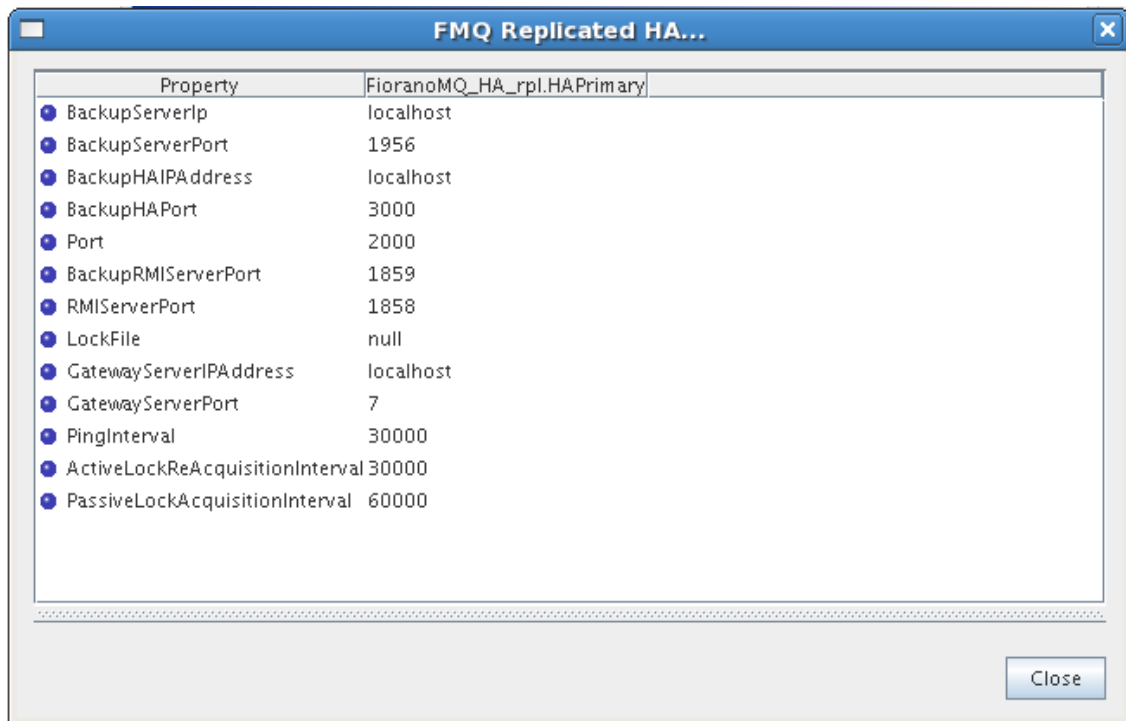 FMQ Replicated HA...
Property FioranoMQ_HA_rpl.HAPrimary
BackupServerIp localhost
BackupServerPort 1956
BackupHAIPAddress localhost
BackupHAPort 3000
Port 2000
BackupRMIServerPort 1859
RMIServerPort 1858
LockFile null
GatewayServerIPAddress localhost
GatewayServerPort 7
PingInterval 30000
ActiveLockReAcquisitionInterval 30000
PassiveLockAcquisitionInterval 60000
Close